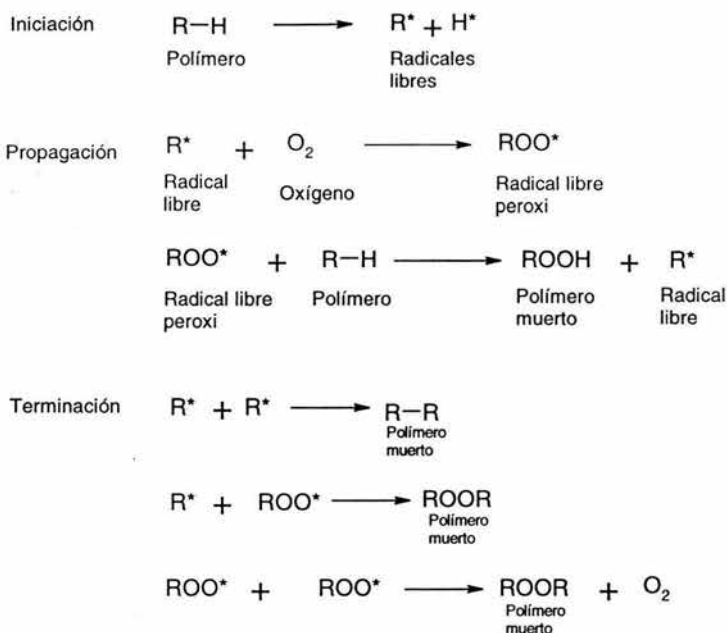 Iniciación R—H ⟶ R* + H*
Polímero Radicales
libres
Propagación R* + O₂ ⟶ ROO*
Radical
libre Oxígeno Radical libre
peroxi
ROO* + R—H ⟶ ROOH + R*
Radical libre
peroxi Polímero Polímero
muerto Radical
libre
Terminación R* + R* ⟶ R—R
Polímero
muerto
R* + ROO* ⟶ ROOR
Polímero
muerto
ROO* + ROO* ⟶ ROOR + O₂
Polímero
muerto